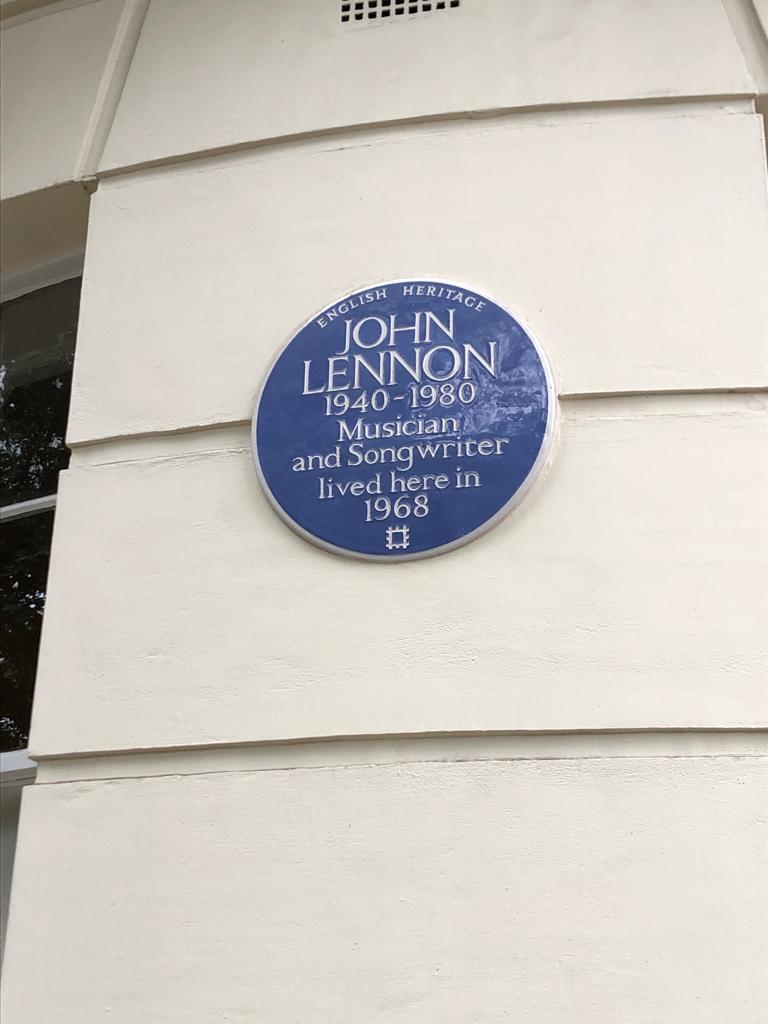 ENGLISH HERITAGE
JOHN
LENNON
1940-1980
Musician
and Songwriter
lived here in
1968